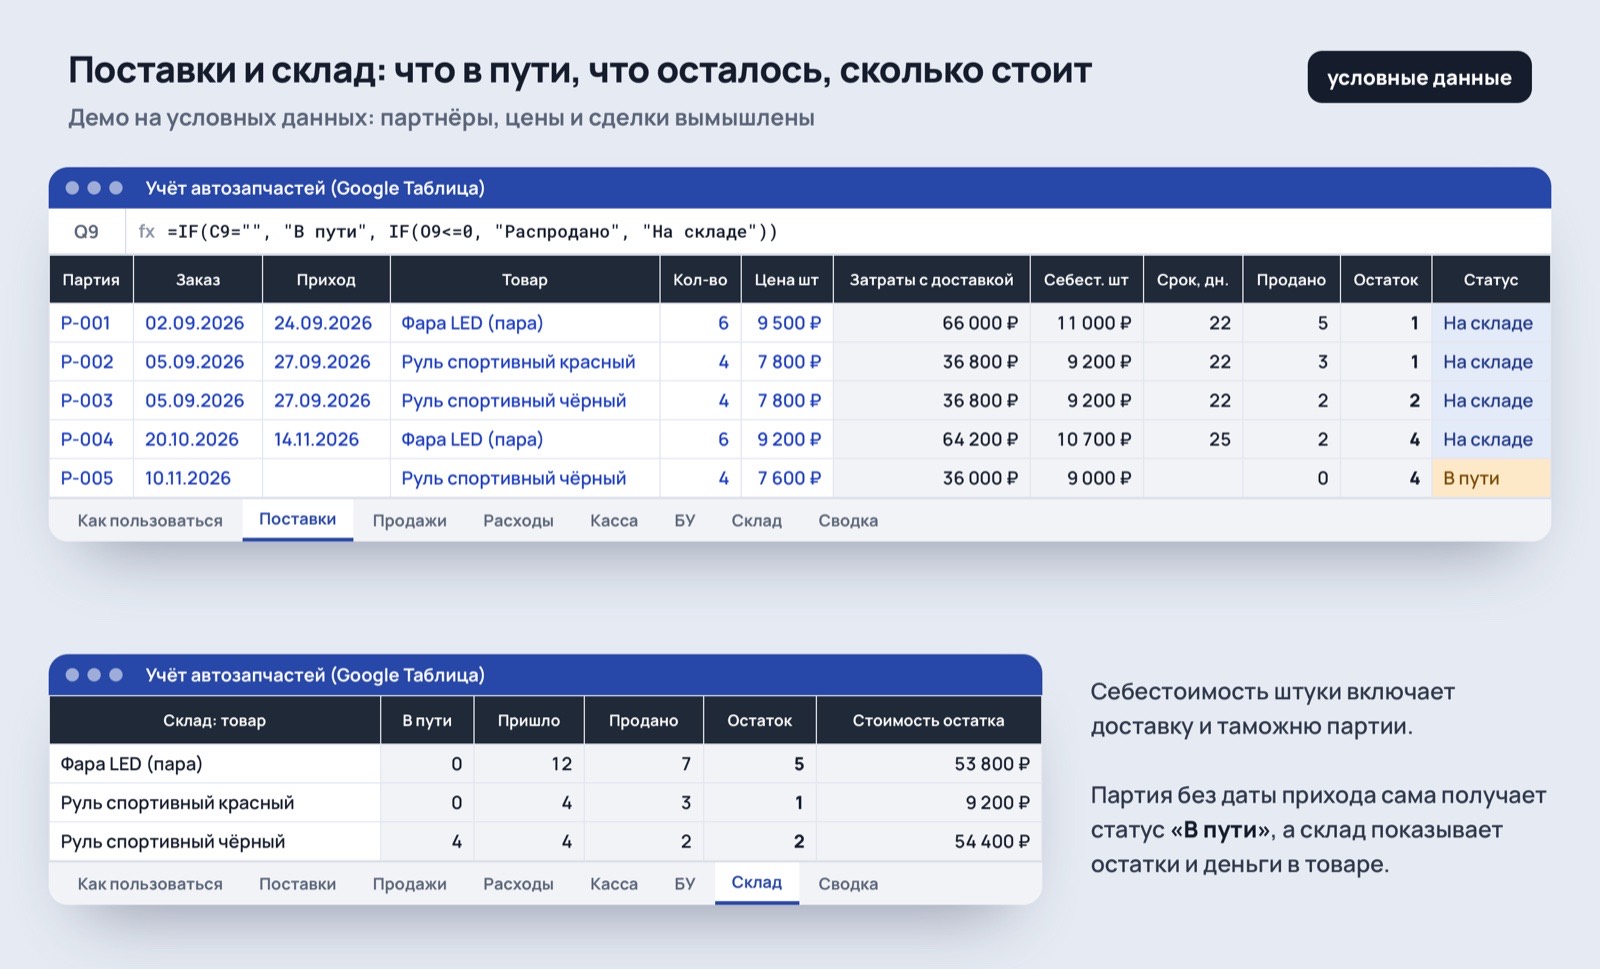 Поставки и склад: что в пути, что осталось, сколько стоит
условные данные
Демо на условных данных: партнёры, цены и сделки вымышлены
Учёт автозапчастей (Google Таблица)
Q9 fx =IF(C9="", "В пути", IF(O9<=0, "Распродано", "На складе"))
Партия Заказ Приход Товар Кол-во Цена шт Затраты с доставкой Себест. шт Срок, дн. Продано Остаток Статус
P-001 02.09.2026 24.09.2026 Фара LED (пара) 6 9 500 ₽ 66 000 ₽ 11 000 ₽ 22 5 1 На складе
P-002 05.09.2026 27.09.2026 Руль спортивный красный 4 7 800 ₽ 36 800 ₽ 9 200 ₽ 22 3 1 На складе
P-003 05.09.2026 27.09.2026 Руль спортивный чёрный 4 7 800 ₽ 36 800 ₽ 9 200 ₽ 22 2 2 На складе
P-004 20.10.2026 14.11.2026 Фара LED (пара) 6 9 200 ₽ 64 200 ₽ 10 700 ₽ 25 2 4 На складе
P-005 10.11.2026 Руль спортивный чёрный 4 7 600 ₽ 36 000 ₽ 9 000 ₽ 0 4 В пути
Как пользоваться Поставки Продажи Расходы Касса БУ Склад Сводка
Учёт автозапчастей (Google Таблица)
Склад: товар В пути Пришло Продано Остаток Стоимость остатка
Фара LED (пара) 0 12 7 5 53 800 ₽
Руль спортивный красный 0 4 3 1 9 200 ₽
Руль спортивный чёрный 4 4 2 2 54 400 ₽
Как пользоваться Поставки Продажи Расходы Касса БУ Склад Сводка
Себестоимость штуки включает
доставку и таможню партии.
Партия без даты прихода сама получает
статус «В пути», а склад показывает
остатки и деньги в товаре.